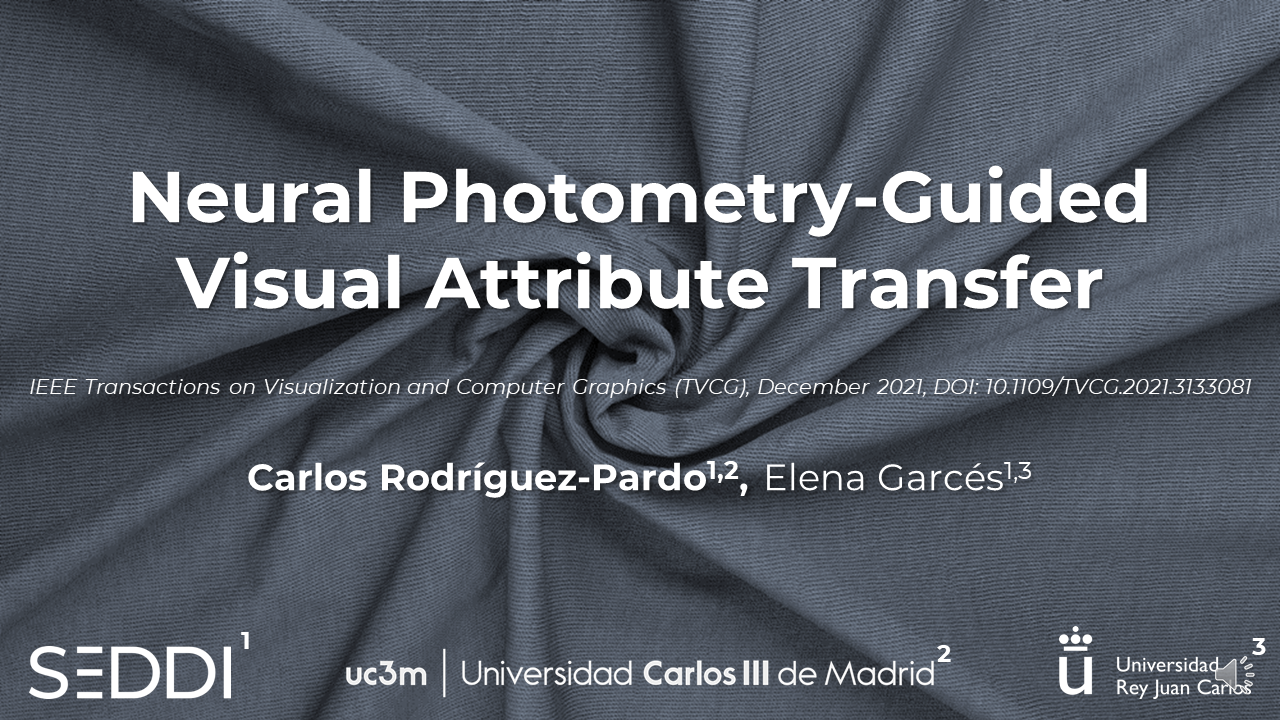 Neural Photometry-Guided
Visual Attribute Transfer
IEEE Transactions on Visualization and Computer Graphics (TVCG), December 2021, DOI: 10.1109/TVCG.2021.3133081
Carlos Rodríguez-Pardo¹,², Elena Garcés¹,³
SEDDI¹
uc3m | Universidad Carlos III de Madrid²
ū Universidad
Rey Juan Carlos³